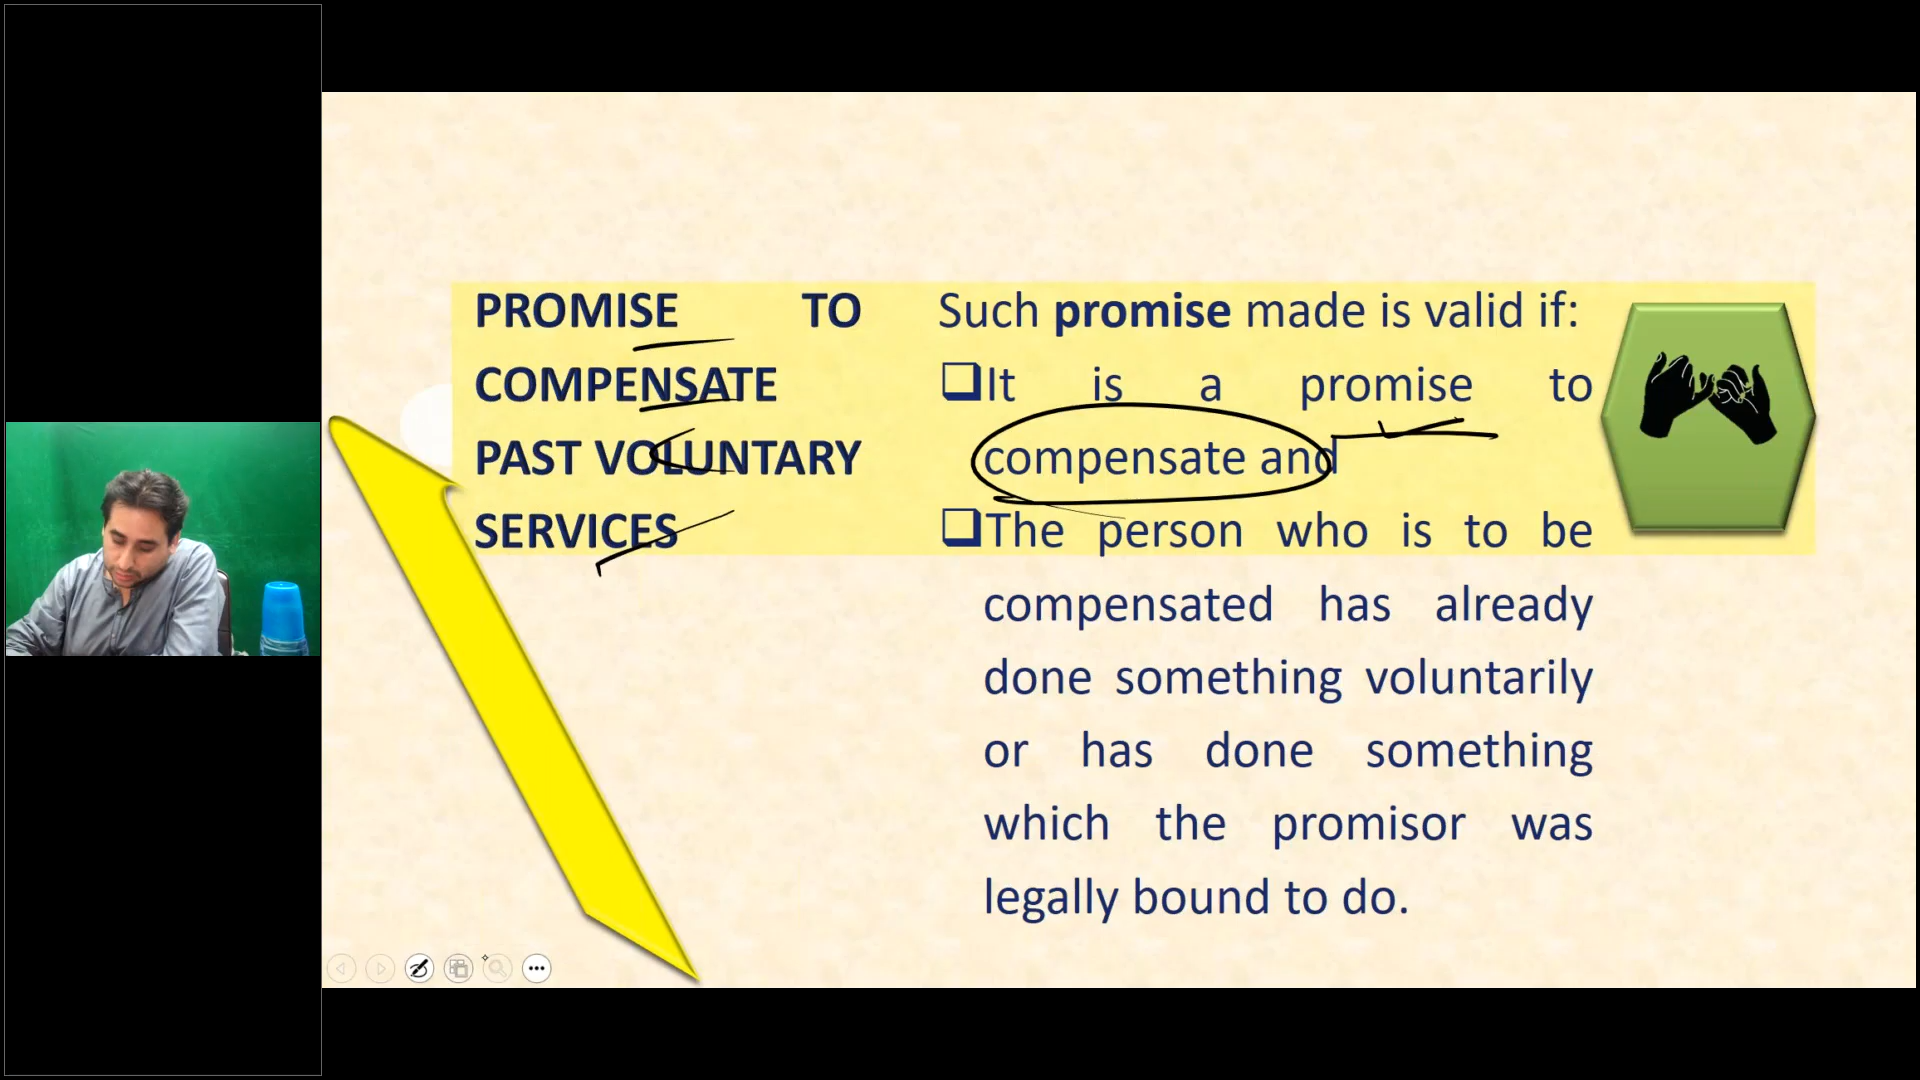 PROMISE TO
COMPENSATE
PAST VOLUNTARY
SERVICES
Such promise made is valid if:
❑It is a promise to
compensate and
❑The person who is to be
compensated has already
done something voluntarily
or has done something
which the promisor was
legally bound to do.